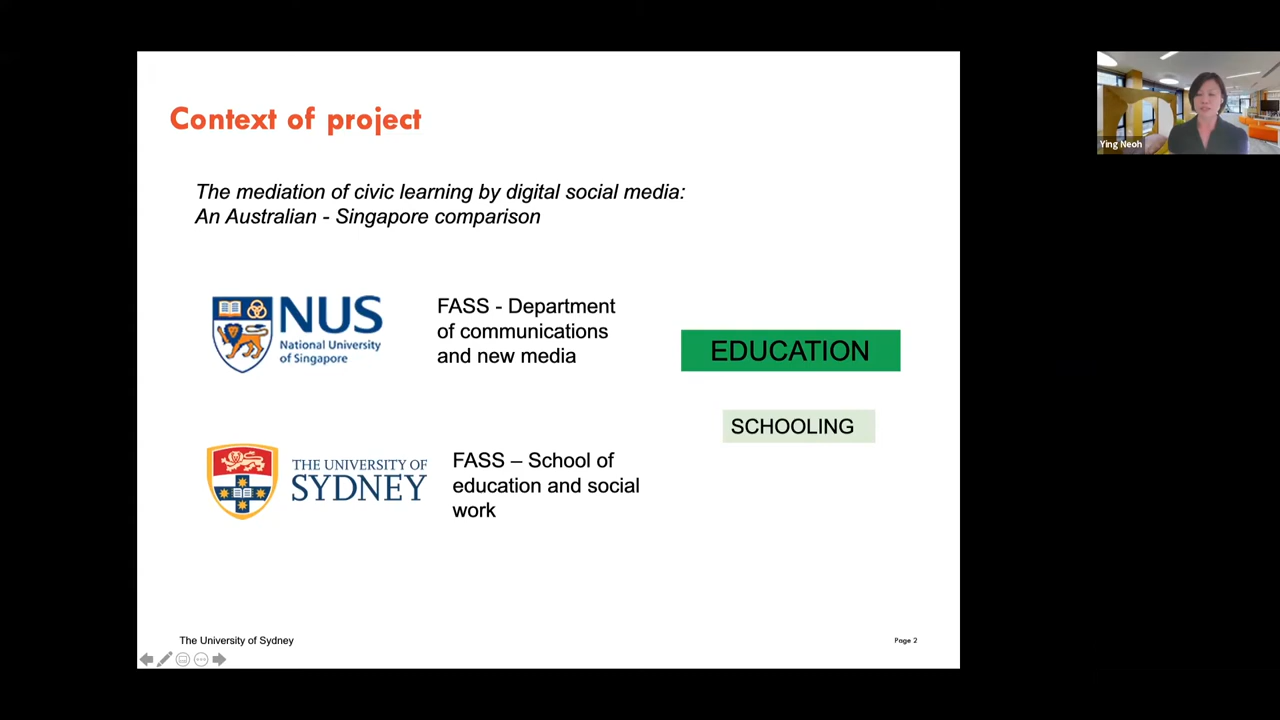 Context of project
The mediation of civic learning by digital social media:
An Australian - Singapore comparison
NUS
National University
of Singapore
FASS - Department
of communications
and new media
EDUCATION
SCHOOLING
THE UNIVERSITY OF
SYDNEY
FASS – School of
education and social
work
The University of Sydney
Page 2
Ying Neoh